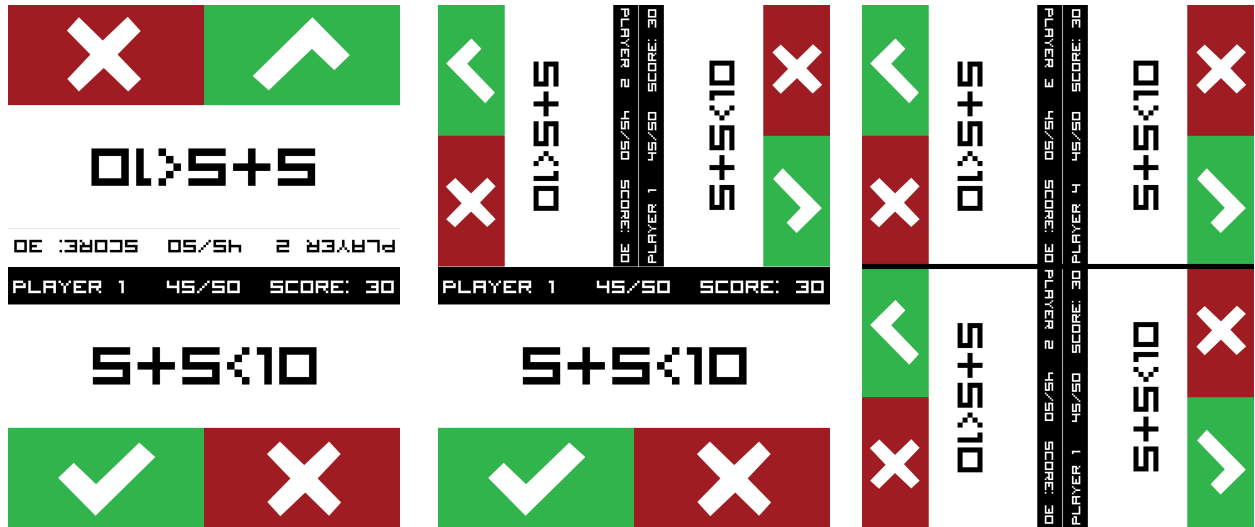 5+5<10
PLAYER 2 45/50 SCORE: 30
PLAYER 1 45/50 SCORE: 30
5+5<10
5+5<10
PLAYER 2 45/50 SCORE: 30
PLAYER 1 45/50 SCORE: 30
5+5<10
PLAYER 1 45/50 SCORE: 30
5+5<10
5+5<10
PLAYER 3 45/50 SCORE: 30
PLAYER 4 45/50 SCORE: 30
5+5<10
5+5<10
PLAYER 2 45/50 SCORE: 30
PLAYER 1 45/50 SCORE: 30
5+5<10